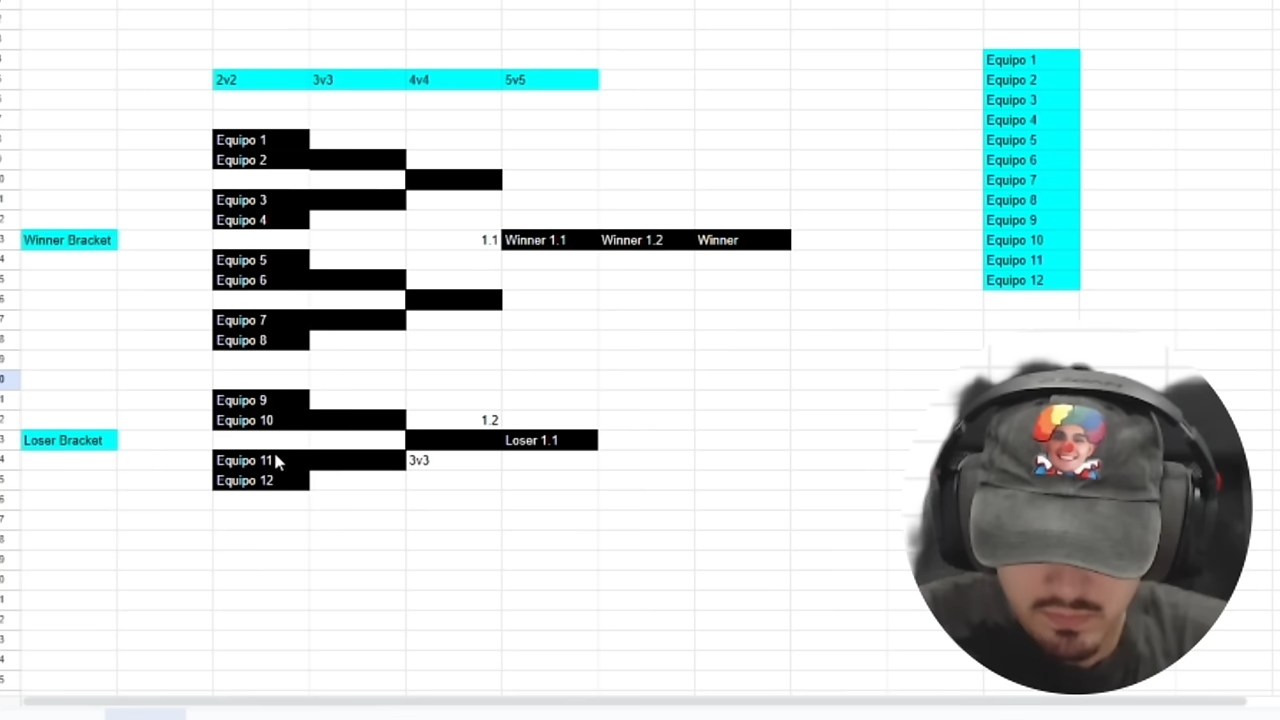 2v2 3v3 4v4 5v5
Equipo 1
Equipo 2
Equipo 3
Equipo 4
Winner Bracket 1.1 Winner 1.1 Winner 1.2 Winner
Equipo 5
Equipo 6
Equipo 7
Equipo 8
Equipo 9
Equipo 10 1.2
Loser Bracket Loser 1.1
Equipo 11 3v3
Equipo 12
Equipo 1
Equipo 2
Equipo 3
Equipo 4
Equipo 5
Equipo 6
Equipo 7
Equipo 8
Equipo 9
Equipo 10
Equipo 11
Equipo 12